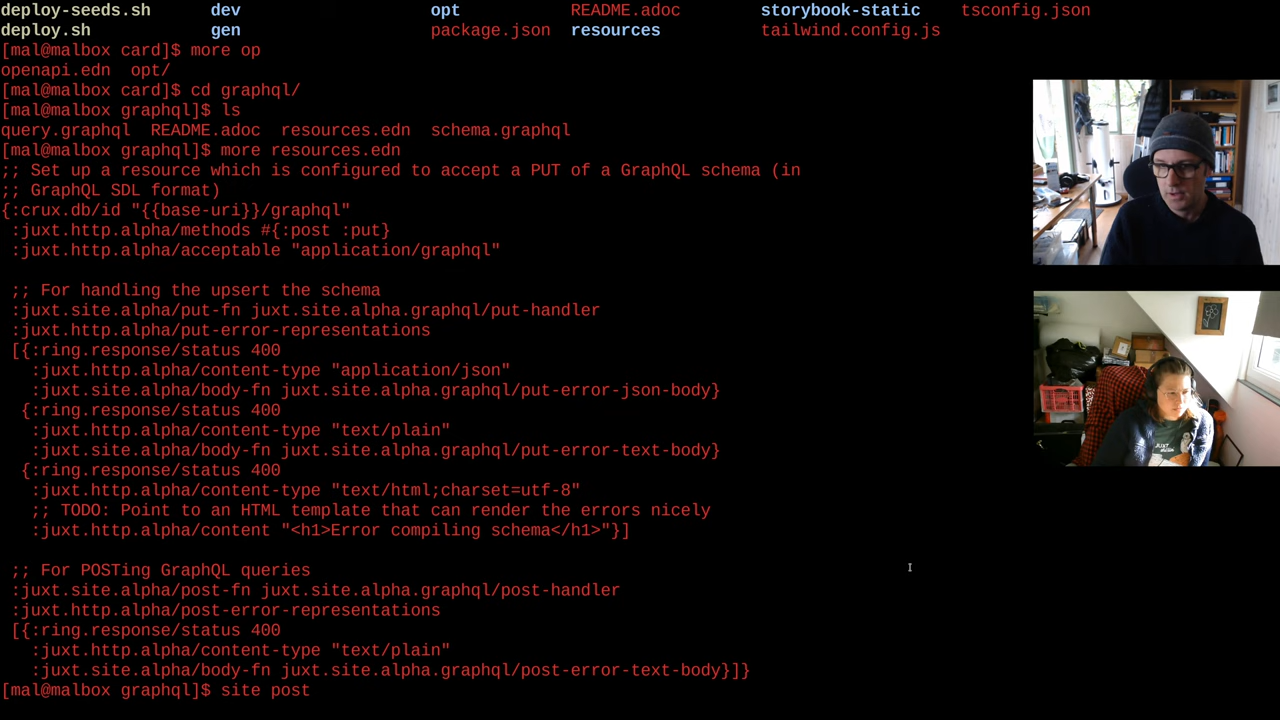 deploy-seeds.sh dev opt README.adoc storybook-static tsconfig.json
deploy.sh gen package.json resources tailwind.config.js
[mal@malbox card]$ more op
openapi.edn opt/
[mal@malbox card]$ cd graphql/
[mal@malbox graphql]$ ls
query.graphql README.adoc resources.edn schema.graphql
[mal@malbox graphql]$ more resources.edn
;; Set up a resource which is configured to accept a PUT of a GraphQL schema (in
;; GraphQL SDL format)
{:crux.db/id "{{base-uri}}/graphql"
 :juxt.http.alpha/methods #{:post :put}
 :juxt.http.alpha/acceptable "application/graphql"
 ;; For handling the upsert the schema
 :juxt.site.alpha/put-fn juxt.site.alpha.graphql/put-handler
 :juxt.http.alpha/put-error-representations
 [{:ring.response/status 400
   :juxt.http.alpha/content-type "application/json"
   :juxt.site.alpha/body-fn juxt.site.alpha.graphql/put-error-json-body}
  {:ring.response/status 400
   :juxt.http.alpha/content-type "text/plain"
   :juxt.site.alpha/body-fn juxt.site.alpha.graphql/put-error-text-body}
  {:ring.response/status 400
   :juxt.http.alpha/content-type "text/html;charset=utf-8"
   ;; TODO: Point to an HTML template that can render the errors nicely
   :juxt.http.alpha/content "<h1>Error compiling schema</h1>"}]
 ;; For POSTing GraphQL queries
 :juxt.site.alpha/post-fn juxt.site.alpha.graphql/post-handler
 :juxt.http.alpha/post-error-representations
 [{:ring.response/status 400
   :juxt.http.alpha/content-type "text/plain"
   :juxt.site.alpha/body-fn juxt.site.alpha.graphql/post-error-text-body}]}
[mal@malbox graphql]$ site post